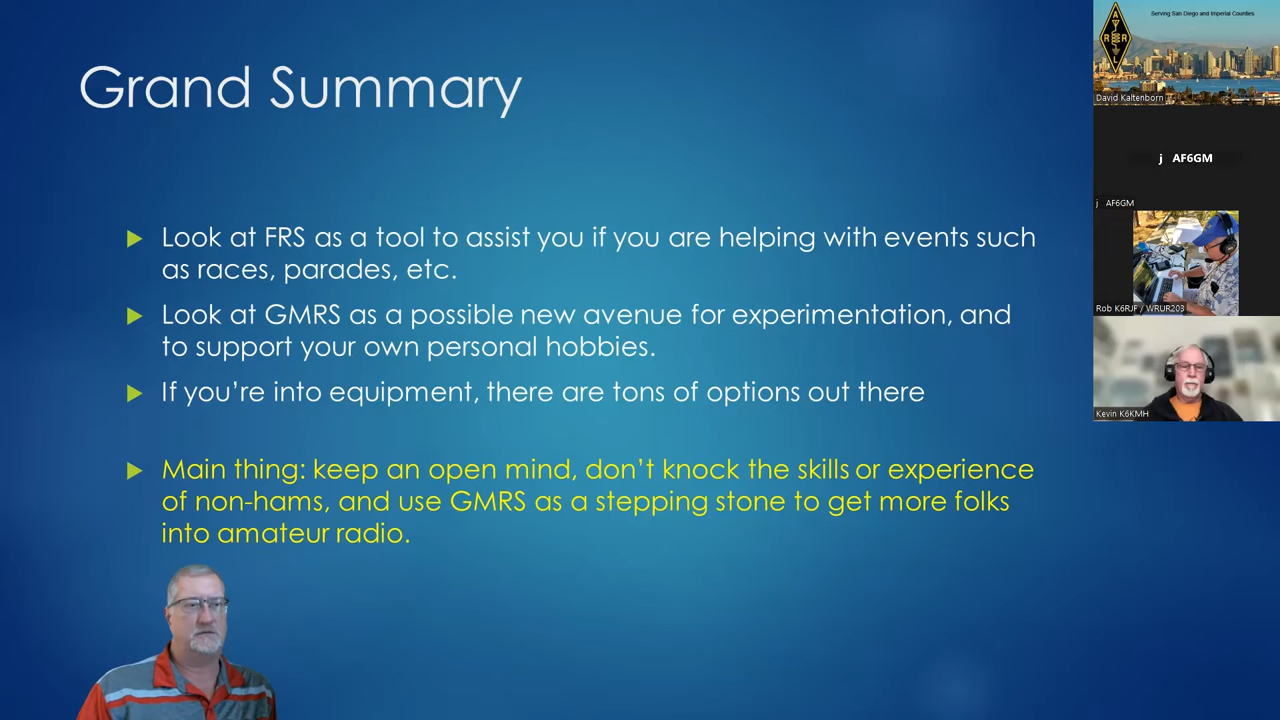 Grand Summary
Look at FRS as a tool to assist you if you are helping with events such
as races, parades, etc.
Look at GMRS as a possible new avenue for experimentation, and
to support your own personal hobbies.
If you’re into equipment, there are tons of options out there
Main thing: keep an open mind, don’t knock the skills or experience
of non-hams, and use GMRS as a stepping stone to get more folks
into amateur radio.
Serving San Diego and Imperial Counties
A
R R
L
David Kaltenborn
j AF6GM
j AF6GM
Rob K6RJF / WRUR203
Kevin K6KMH